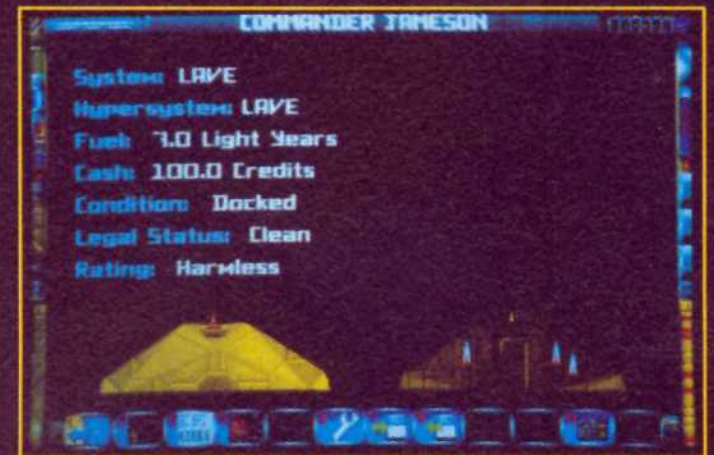 COMMANDER JAMESON
System: LAVE
Hypersystem: LAVE
Fuel: 7.0 Light Years
Cash: 100.0 Credits
Condition: Docked
Legal Status: Clean
Rating: Harmless